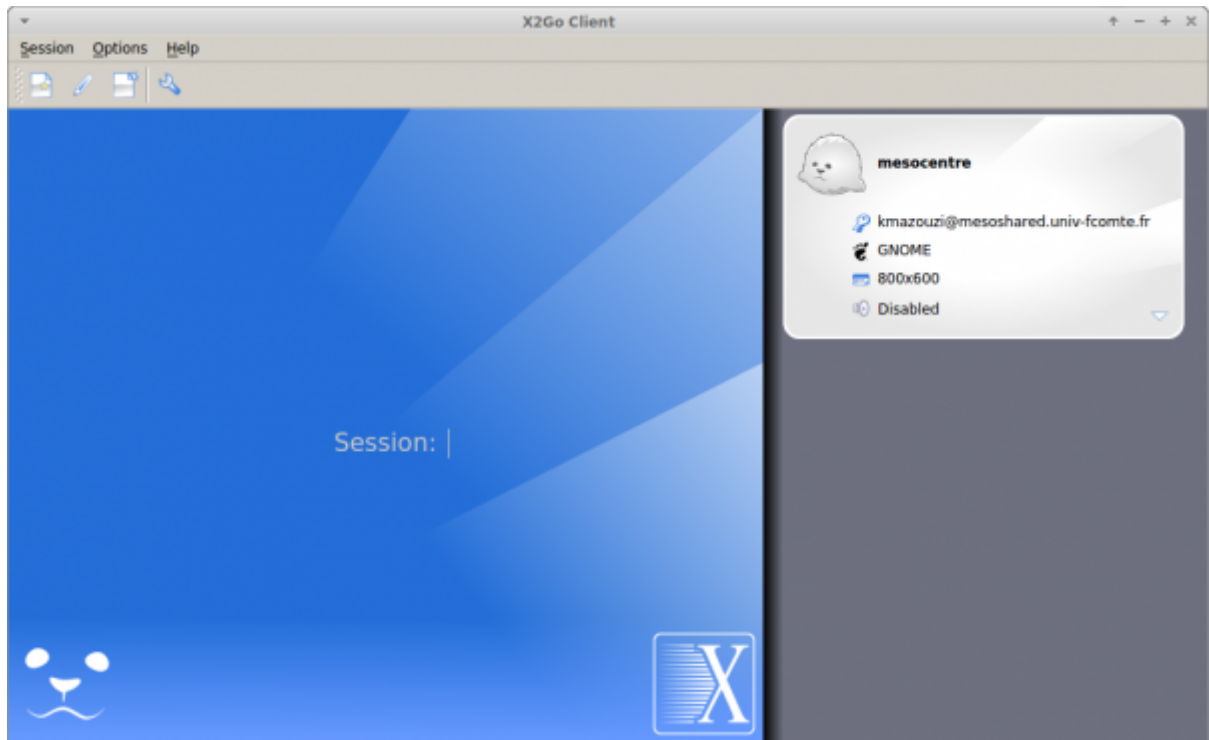 X2Go Client
Session Options Help
mesocentre
kmazouzi@mesoshared.univ-fcomte.fr
GNOME
800x600
Disabled
Session:
X